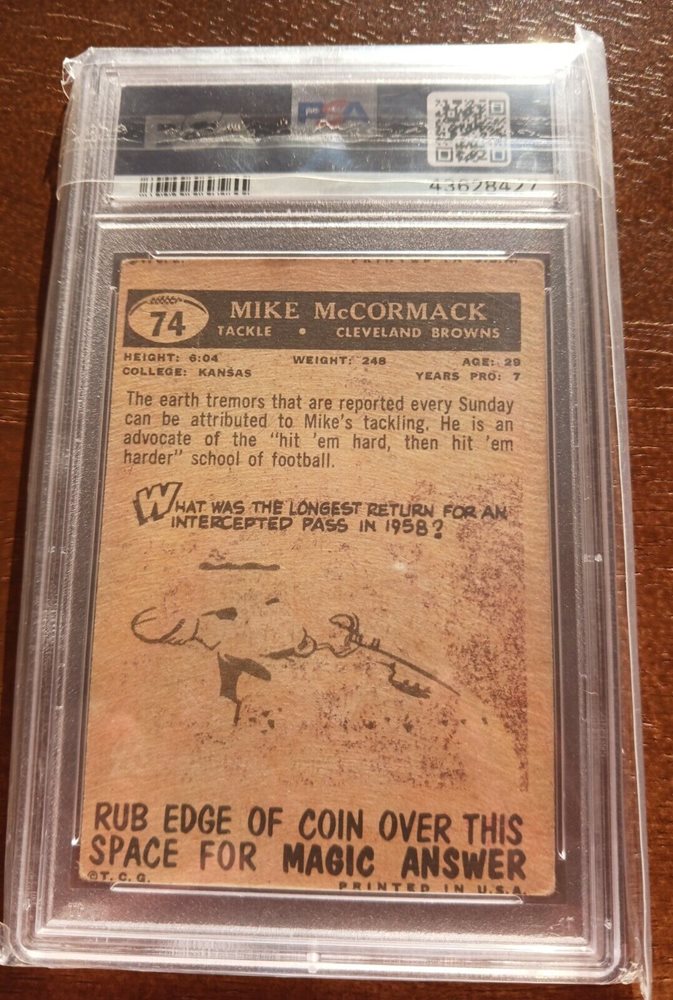 PSA
PSA
43628427
74
MIKE McCORMACK
TACKLE • CLEVELAND BROWNS
HEIGHT: 6:04 WEIGHT: 248 AGE: 29
COLLEGE: KANSAS YEARS PRO: 7
The earth tremors that are reported every Sunday
can be attributed to Mike's tackling. He is an
advocate of the "hit 'em hard, then hit 'em
harder" school of football.
WHAT WAS THE LONGEST RETURN FOR AN
INTERCEPTED PASS IN 1958?
RUB EDGE OF COIN OVER THIS
SPACE FOR MAGIC ANSWER
©T.C.G.
PRINTED IN U.S.A.